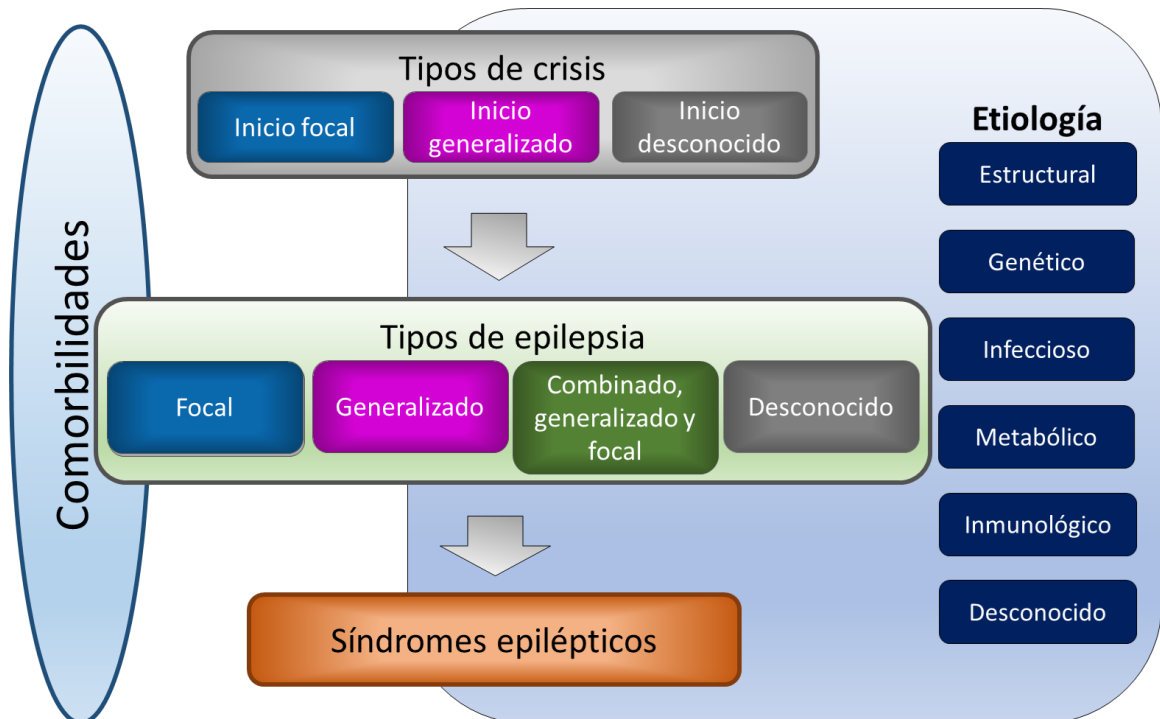 Tipos de crisis
Inicio focal
Inicio
generalizado
Inicio
desconocido
Comorbilidades
Tipos de epilepsia
Focal
Generalizado
Combinado,
generalizado y
focal
Desconocido
Síndromes epilépticos
Etiología
Estructural
Genético
Infeccioso
Metabólico
Inmunológico
Desconocido